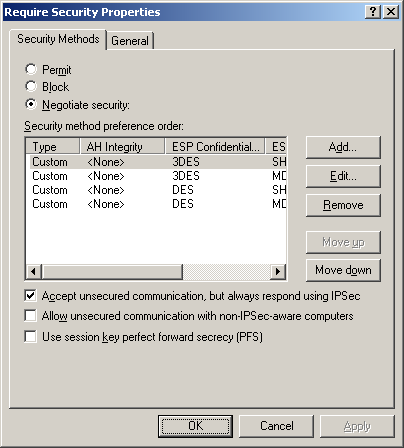 Require Security Properties
Security Methods General
Permit
Block
Negotiate security:
Security method preference order:
Type AH Integrity ESP Confidential... ES
Custom <None> 3DES SH
Custom <None> 3DES MD
Custom <None> DES SH
Custom <None> DES MD
Add...
Edit...
Remove
Move up
Move down
Accept unsecured communication, but always respond using IPSec
Allow unsecured communication with non-IPSec-aware computers
Use session key perfect forward secrecy (PFS)
OK Cancel Apply